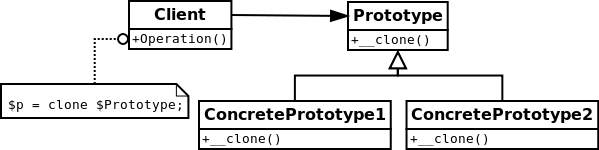 Client
+Operation()
Prototype
+__clone()
$p = clone $Prototype;
ConcretePrototype1
+__clone()
ConcretePrototype2
+__clone()